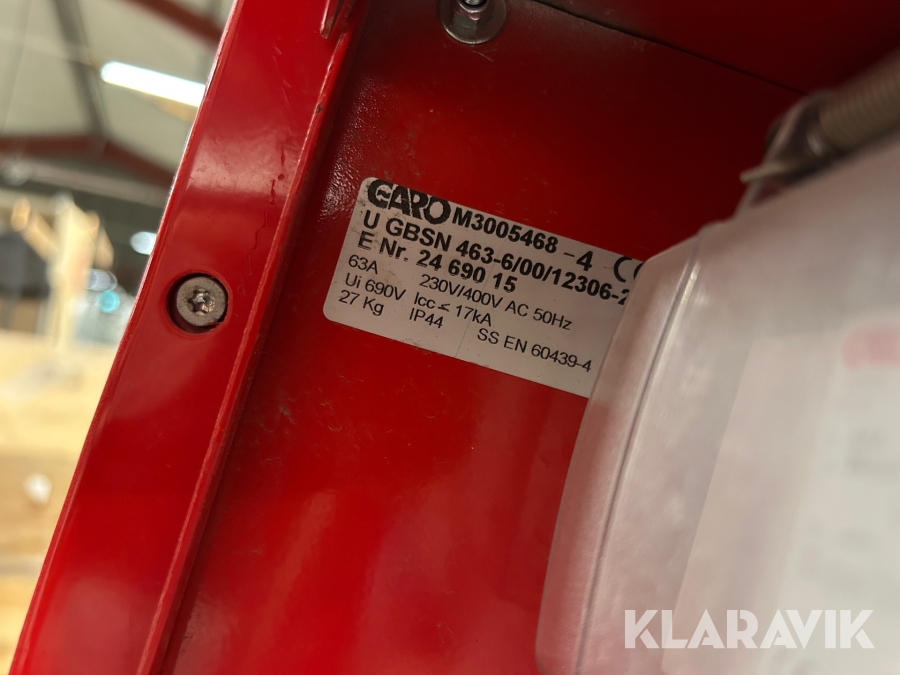 GARO M3005468 -4 CE
U GBSN 463-6/00/12306-2
E Nr. 24 690 15
63A 230V/400V AC 50Hz
Ui 690V Icc ≤ 17kA
27 Kg IP44 SS EN 60439-4
KLARAVIK